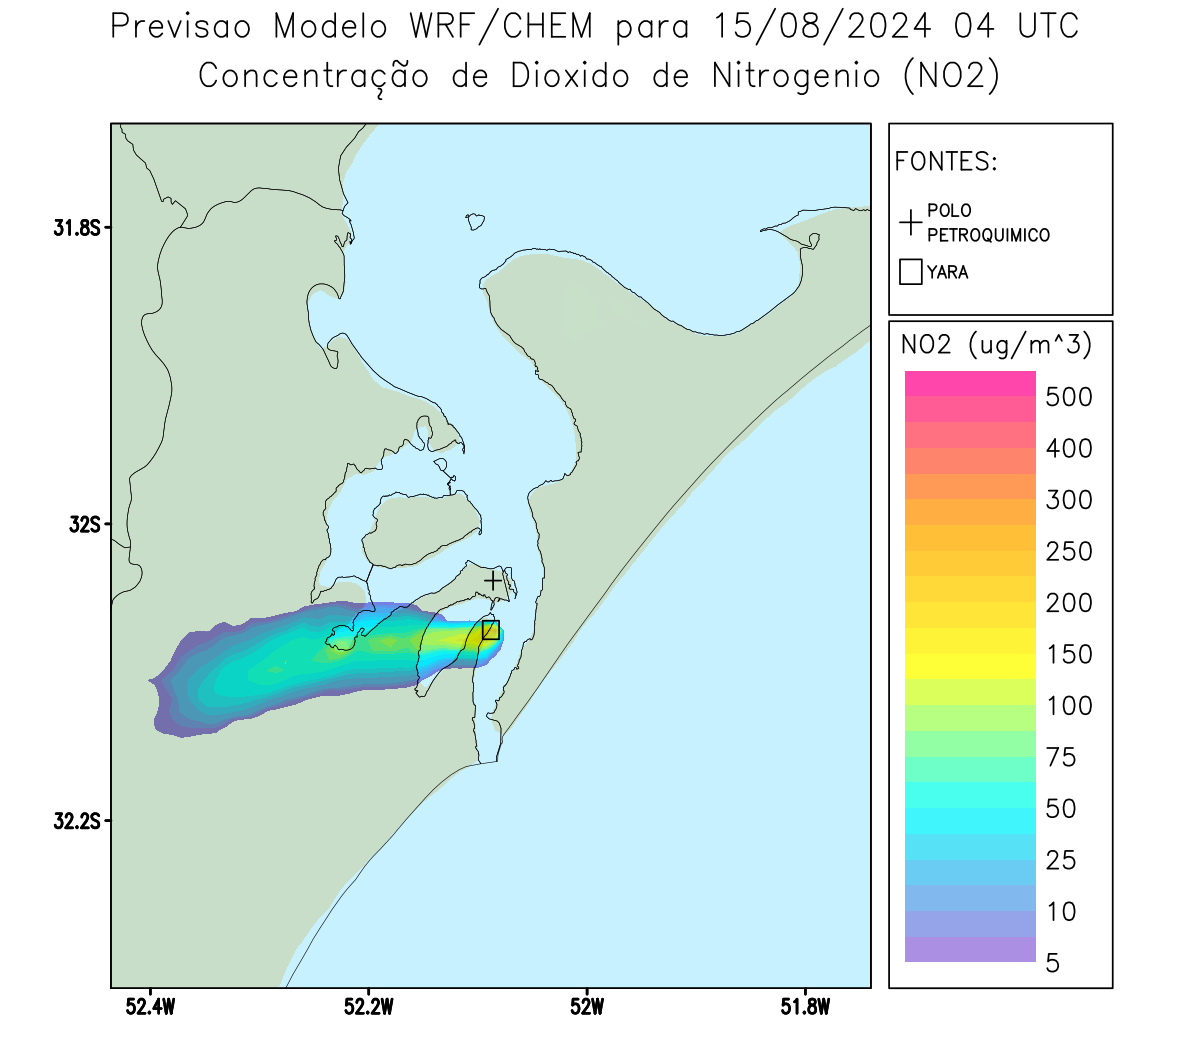 Previsao Modelo WRF/CHEM para 15/08/2024 04 UTC
Concentração de Dioxido de Nitrogenio (NO2)
FONTES:
POLO
PETROQUIMICO
YARA
NO2 (ug/m^3)
500
400
300
250
200
150
100
75
50
25
10
5
31.8S
32S
32.2S
52.4W 52.2W 52W 51.8W